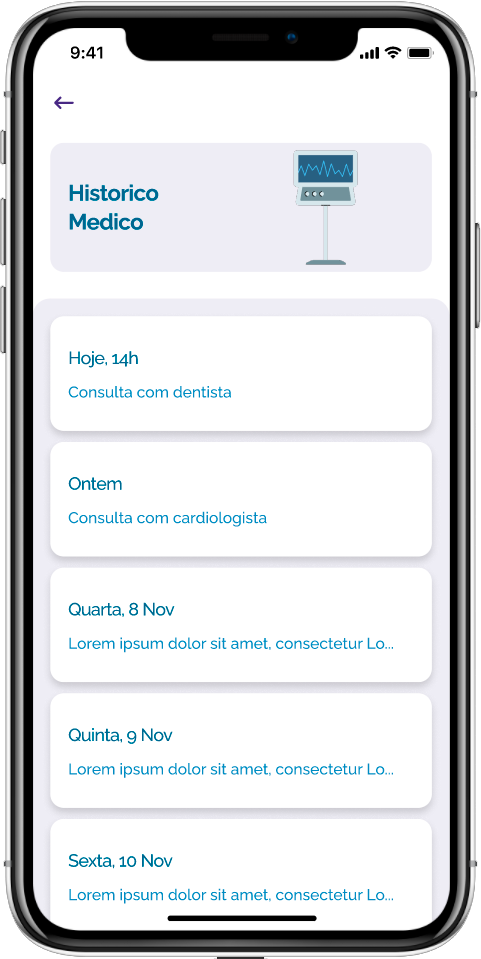 9:41
Historico
Medico
Hoje, 14h
Consulta com dentista
Ontem
Consulta com cardiologista
Quarta, 8 Nov
Lorem ipsum dolor sit amet, consectetur Lo...
Quinta, 9 Nov
Lorem ipsum dolor sit amet, consectetur Lo...
Sexta, 10 Nov
Lorem ipsum dolor sit amet, consectetur Lo...